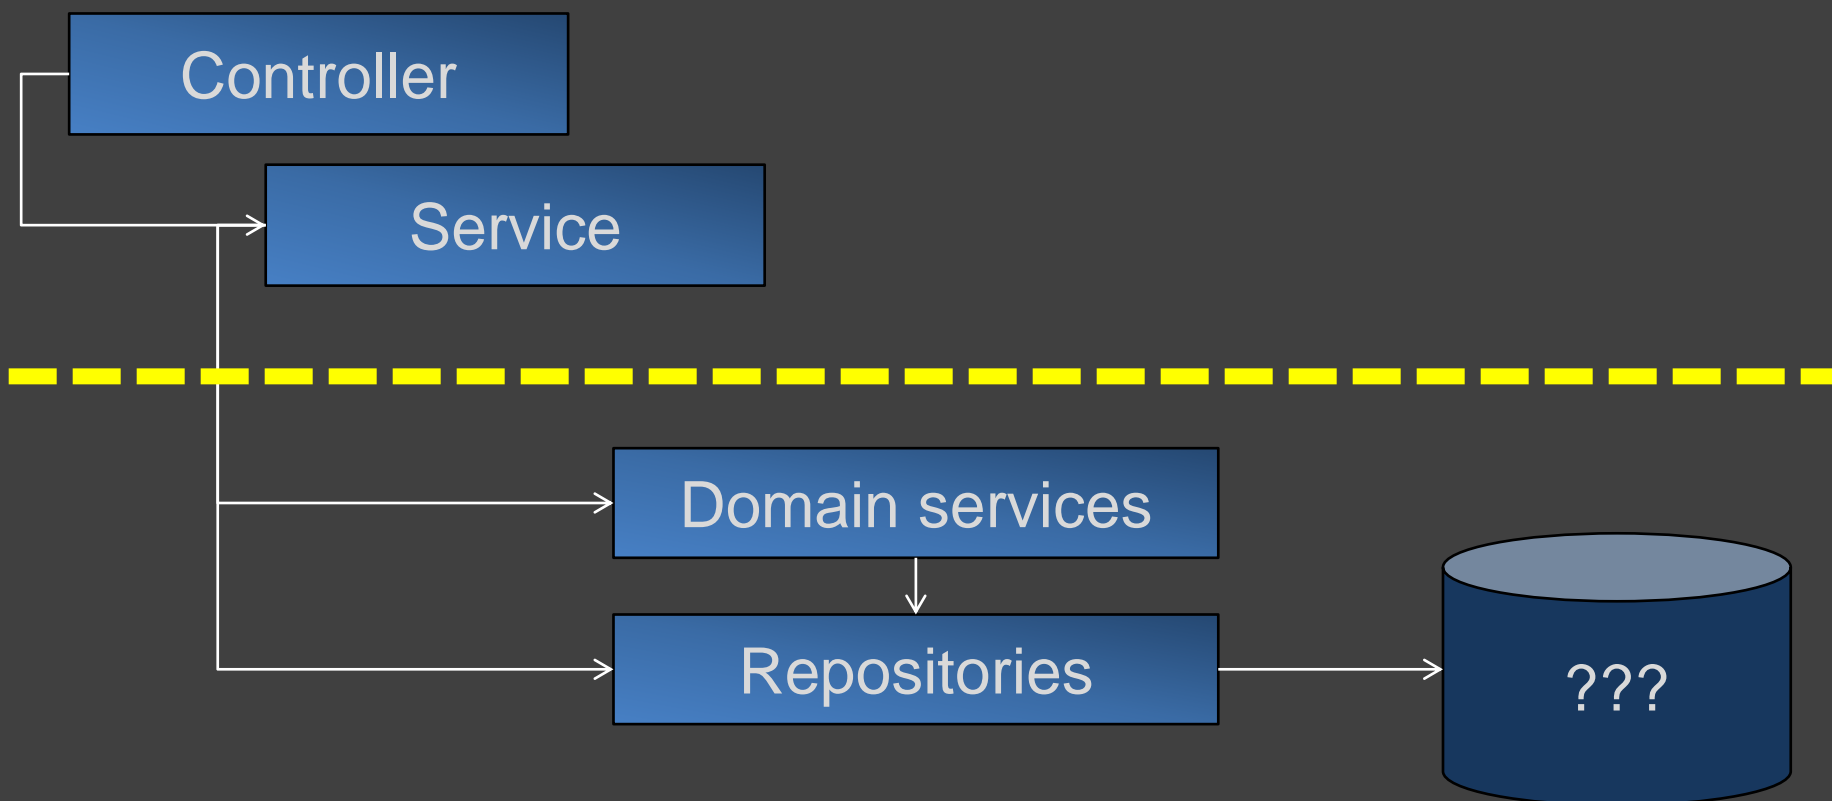 Controller
Service
Domain services
Repositories
???